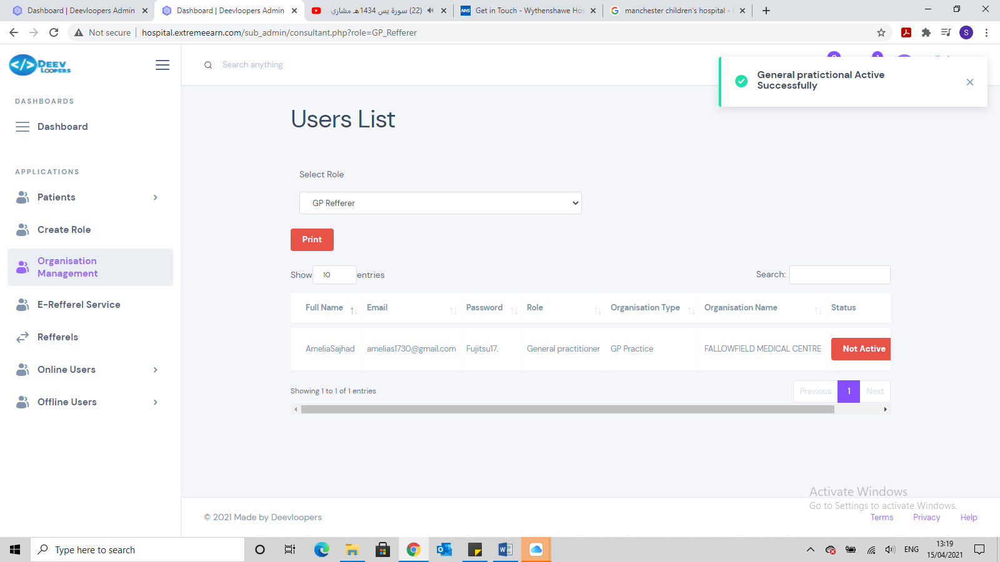 Dashboard | Deevloopers Admin
Dashboard | Deevloopers Admin
(22) سورة يس 1434هـ مشاري
NHS
Get in Touch - Wythenshawe Hos
manchester children's hospital -
Not secure
hospital.extremeearn.com/sub_admin/consultant.php?role=GP_Refferer
S
DEEV
LOOPERS
Search anything
General pratictional Active
Successfully
DASHBOARDS
Dashboard
APPLICATIONS
Patients
Create Role
Organisation
Management
E-Refferel Service
Refferels
Online Users
Offline Users
Users List
Select Role
GP Refferer
Print
Show 10 entries
Search:
Full Name Email Password Role Organisation Type Organisation Name Status
AmeliaSajhad amelias1730@gmail.com Fujitsu17. General practitioner GP Practice FALLOWFIELD MEDICAL CENTRE Not Active
Showing 1 to 1 of 1 entries
Previous 1 Next
Activate Windows
Go to Settings to activate Windows.
© 2021 Made by Deevloopers
Terms Privacy Help
Type here to search
ENG
13:19
15/04/2021